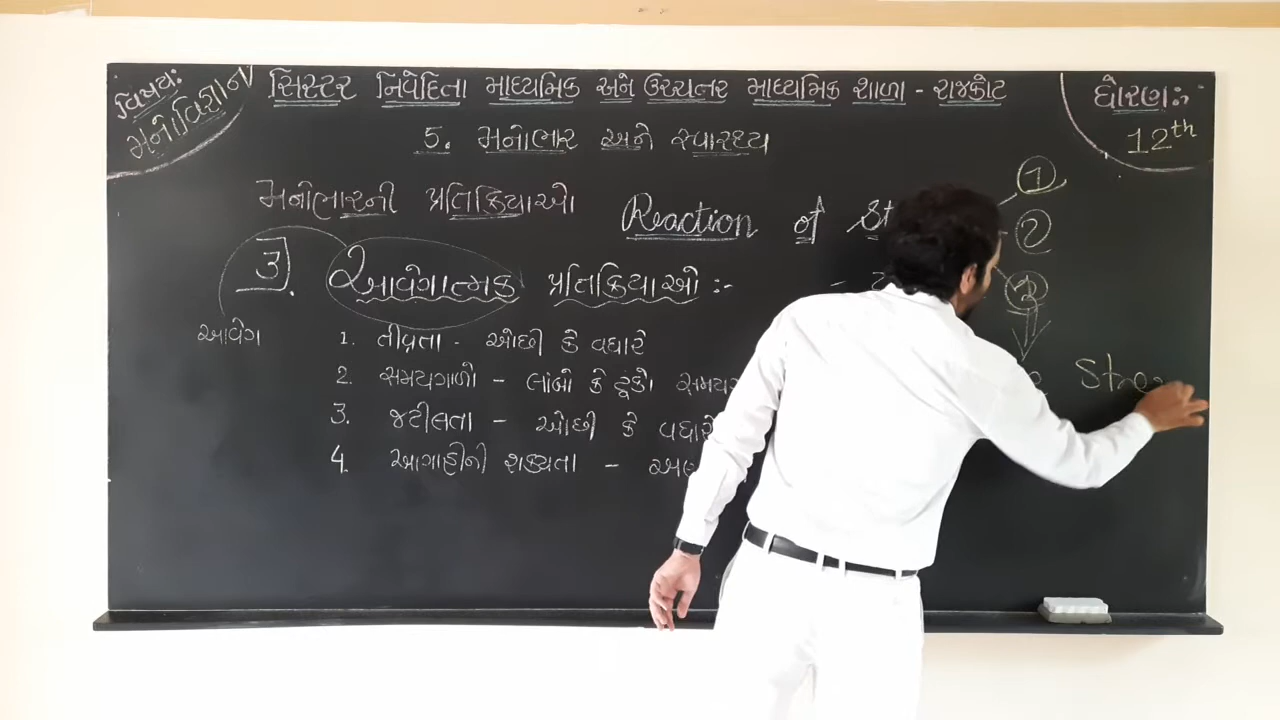 વિષય:
મનોવિજ્ઞાન
સિસ્ટર નિવેદિતા માધ્યમિક અને ઉચ્ચતર માધ્યમિક શાળા - રાજકોટ
ધોરણ:
12th
5. મનોભાર અને સ્વાસ્થ્ય
મનોભારની પ્રતિક્રિયાઓ
Reaction of
1
2
3
3. આવેગાત્મક પ્રતિક્રિયાઓ :-
આવેગ
1. તીવ્રતા - ઓછી કે વધારે
2. સમયગાળો - લાંબો કે ટૂંકો
3. જટીલતા - ઓછી કે વધારે
4. આગાહીની શક્યતા -